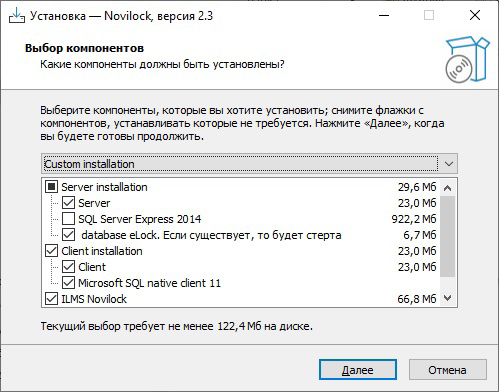 Установка — Novilock, версия 2.3
Выбор компонентов
Какие компоненты должны быть установлены?
Выберите компоненты, которые вы хотите установить; снимите флажки с
компонентов, устанавливать которые не требуется. Нажмите «Далее», когда
вы будете готовы продолжить.
Custom installation
Server installation 29,6 Мб
Server 23,0 Мб
SQL Server Express 2014 922,2 Мб
database eLock. Если существует, то будет стерта 6,7 Мб
Client installation 23,0 Мб
Client 23,0 Мб
Microsoft SQL native client 11
ILMS Novilock 66,8 Мб
Текущий выбор требует не менее 122,4 Мб на диске.
Далее Отмена